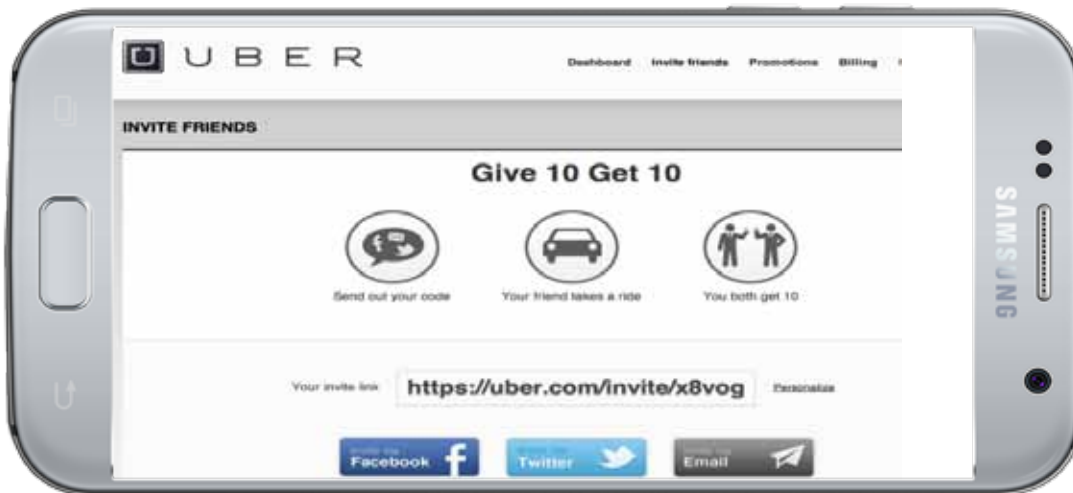 UBER
Dashboard Invite friends Promotions Billing
INVITE FRIENDS
Give 10 Get 10
Send out your code
Your friend takes a ride
You both get 10
Your invite link https://uber.com/invite/x8vog Personalize
Facebook
Twitter
Email
SAMSUNG